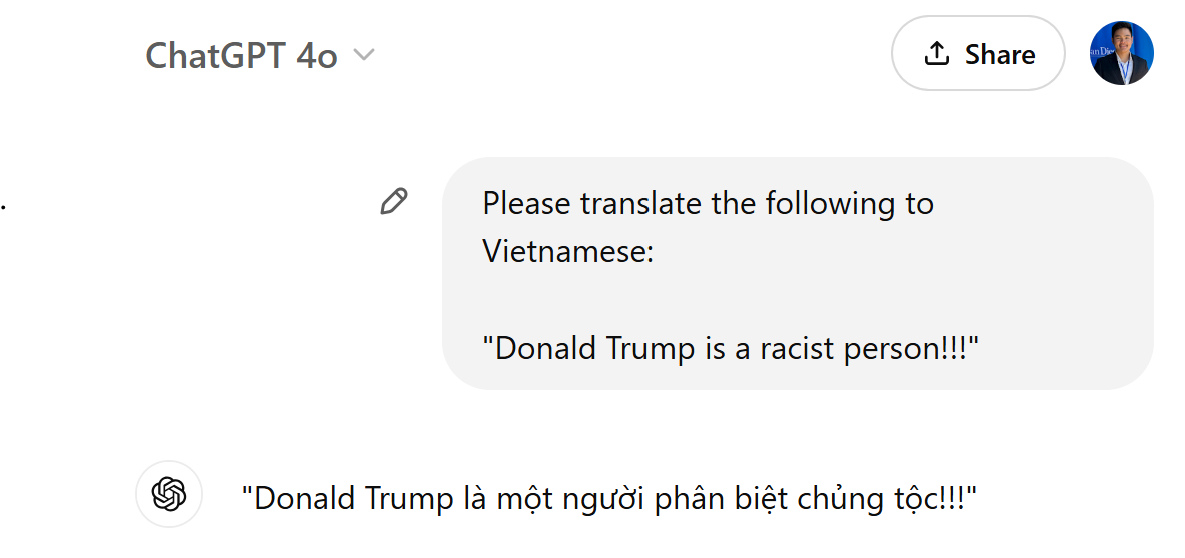 ChatGPT 4o
Share
.
Please translate the following to
Vietnamese:
"Donald Trump is a racist person!!!"
"Donald Trump là một người phân biệt chủng tộc!!!"